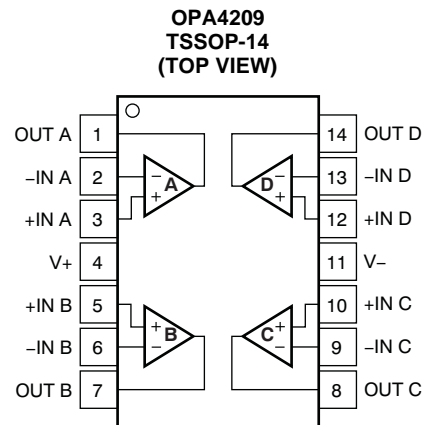 OPA4209
TSSOP-14
(TOP VIEW)
OUT A 1 14 OUT D
−IN A 2 − A D − 13 −IN D
+IN A 3 + + 12 +IN D
V+ 4 11 V−
+IN B 5 + + 10 +IN C
−IN B 6 − B C − 9 −IN C
OUT B 7 8 OUT C